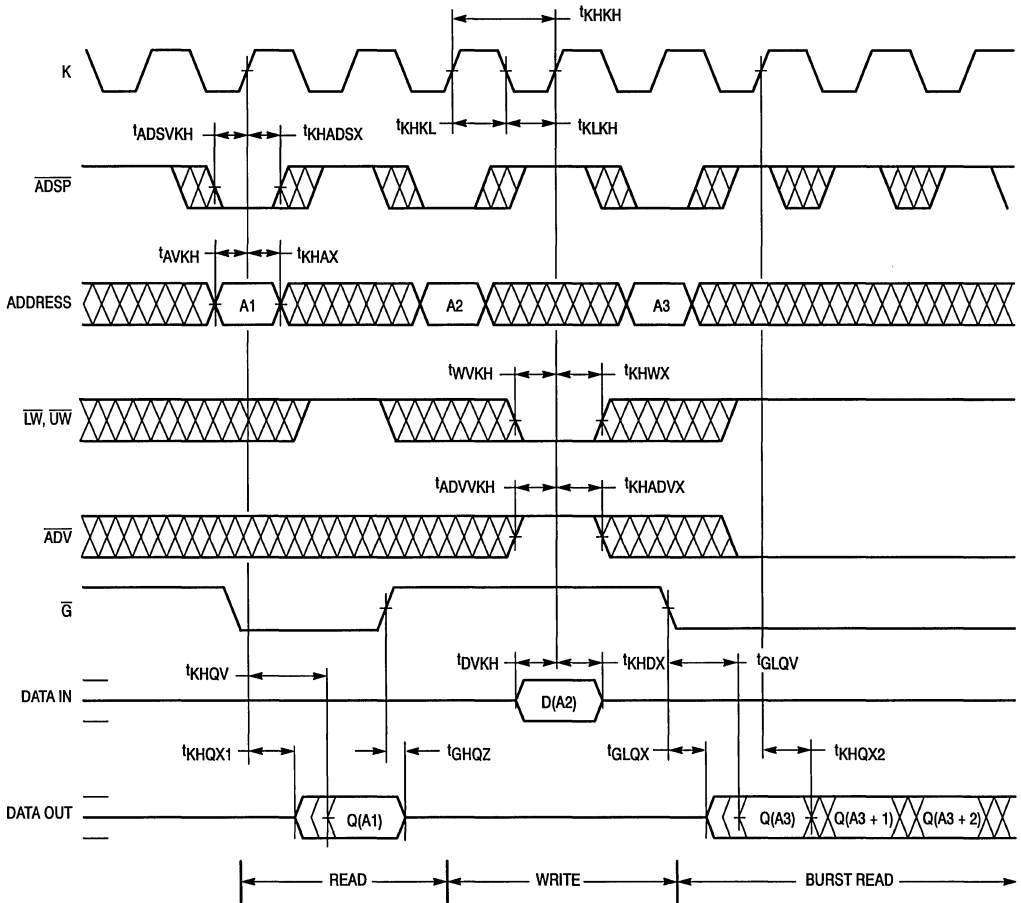 tKHKH
K
tKHKL
tKLKH
tADSVKH
tKHADSX
ADSP
tAVKH
tKHAX
ADDRESS
A1
A2
A3
tWVKH
tKHWX
LW, UW
tADVVKH
tKHADVX
ADV
G
tKHQV
tDVKH
tKHDX
tGLQV
DATA IN
D(A2)
tKHQX1
tGHQZ
tGLQX
tKHQX2
DATA OUT
Q(A1)
Q(A3)
Q(A3 + 1)
Q(A3 + 2)
READ
WRITE
BURST READ